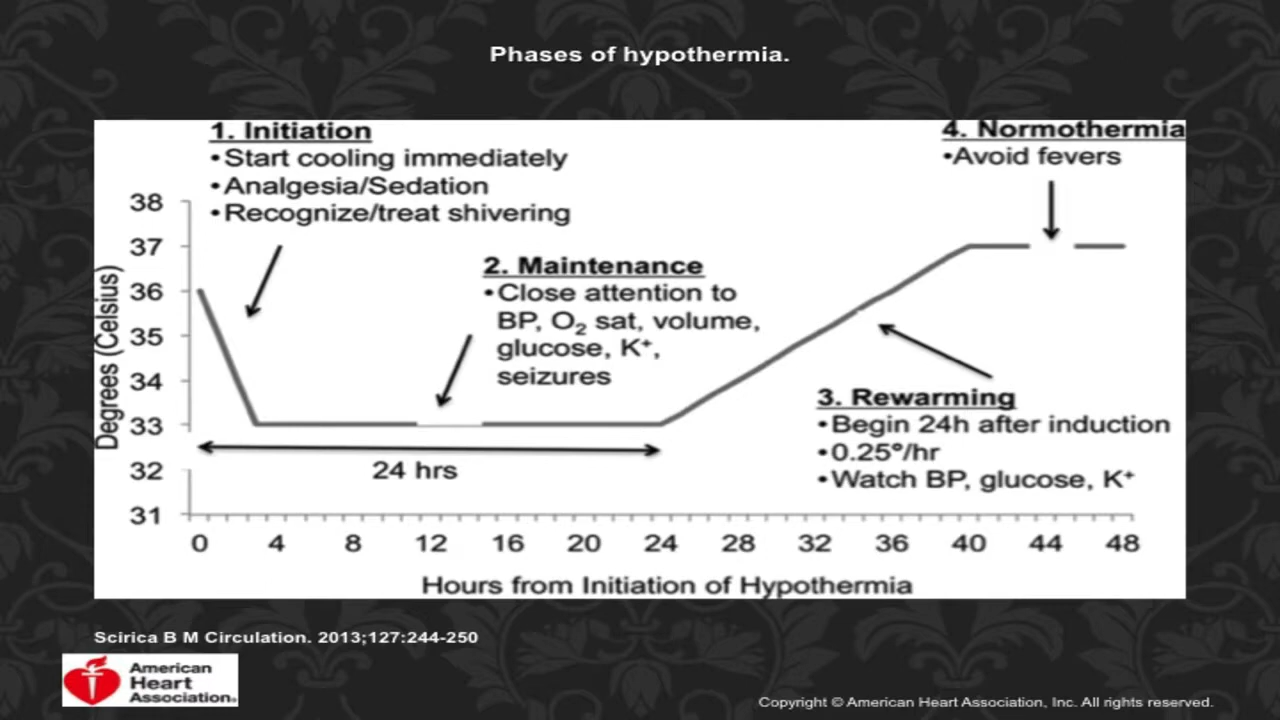 Phases of hypothermia.
1. Initiation
•Start cooling immediately
•Analgesia/Sedation
•Recognize/treat shivering
4. Normothermia
•Avoid fevers
2. Maintenance
•Close attention to
BP, O₂ sat, volume,
glucose, K⁺,
seizures
3. Rewarming
•Begin 24h after induction
•0.25°/hr
•Watch BP, glucose, K⁺
Degrees (Celsius)
38
37
36
35
34
33
32
31
24 hrs
0 4 8 12 16 20 24 28 32 36 40 44 48
Hours from Initiation of Hypothermia
Scirica B M Circulation. 2013;127:244-250
American
Heart
Association®
Copyright © American Heart Association, Inc. All rights reserved.